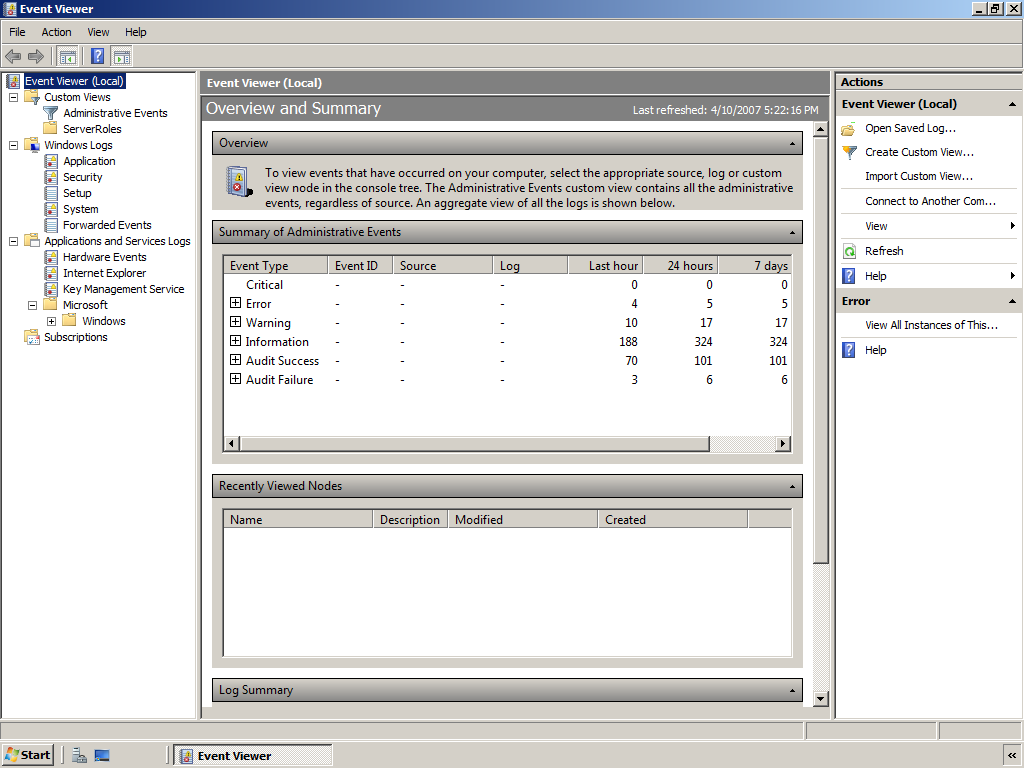 Event Viewer
File Action View Help
Event Viewer (Local)
Custom Views
Administrative Events
ServerRoles
Windows Logs
Application
Security
Setup
System
Forwarded Events
Applications and Services Logs
Hardware Events
Internet Explorer
Key Management Service
Microsoft
Windows
Subscriptions
Event Viewer (Local)
Overview and Summary Last refreshed: 4/10/2007 5:22:16 PM
Overview
To view events that have occurred on your computer, select the appropriate source, log or custom
view node in the console tree. The Administrative Events custom view contains all the administrative
events, regardless of source. An aggregate view of all the logs is shown below.
Summary of Administrative Events
Event Type Event ID Source Log Last hour 24 hours 7 days
Critical - - - 0 0 0
Error - - - 4 5 5
Warning - - - 10 17 17
Information - - - 188 324 324
Audit Success - - - 70 101 101
Audit Failure - - - 3 6 6
Recently Viewed Nodes
Name Description Modified Created
Log Summary
Actions
Event Viewer (Local)
Open Saved Log...
Create Custom View...
Import Custom View...
Connect to Another Com...
View
Refresh
Help
Error
View All Instances of This...
Help
Start Event Viewer